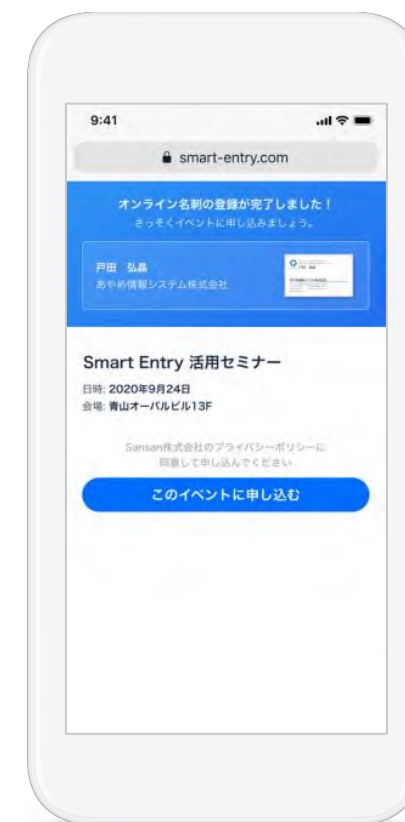 9:41
smart-entry.com
オンライン名刺の登録が完了しました！
さっそくイベントに申し込みましょう。
戸田 弘晶
あやめ情報システム株式会社
Smart Entry 活用セミナー
日時: 2020年9月24日
会場: 青山オーバルビル13F
Sansan株式会社のプライバシーポリシーに
同意して申し込んでください
このイベントに申し込む